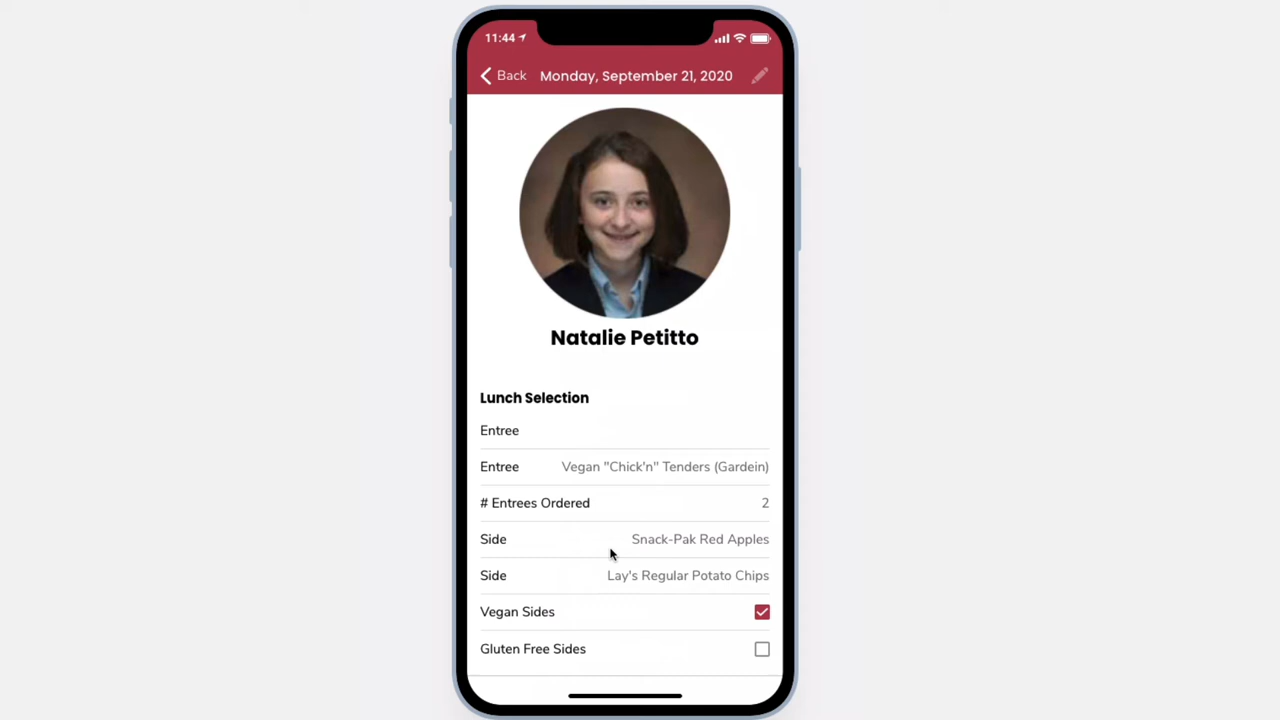 11:44
Back Monday, September 21, 2020
Natalie Petitto
Lunch Selection
Entree
Entree Vegan "Chick'n" Tenders (Gardein)
# Entrees Ordered 2
Side Snack-Pak Red Apples
Side Lay's Regular Potato Chips
Vegan Sides
Gluten Free Sides